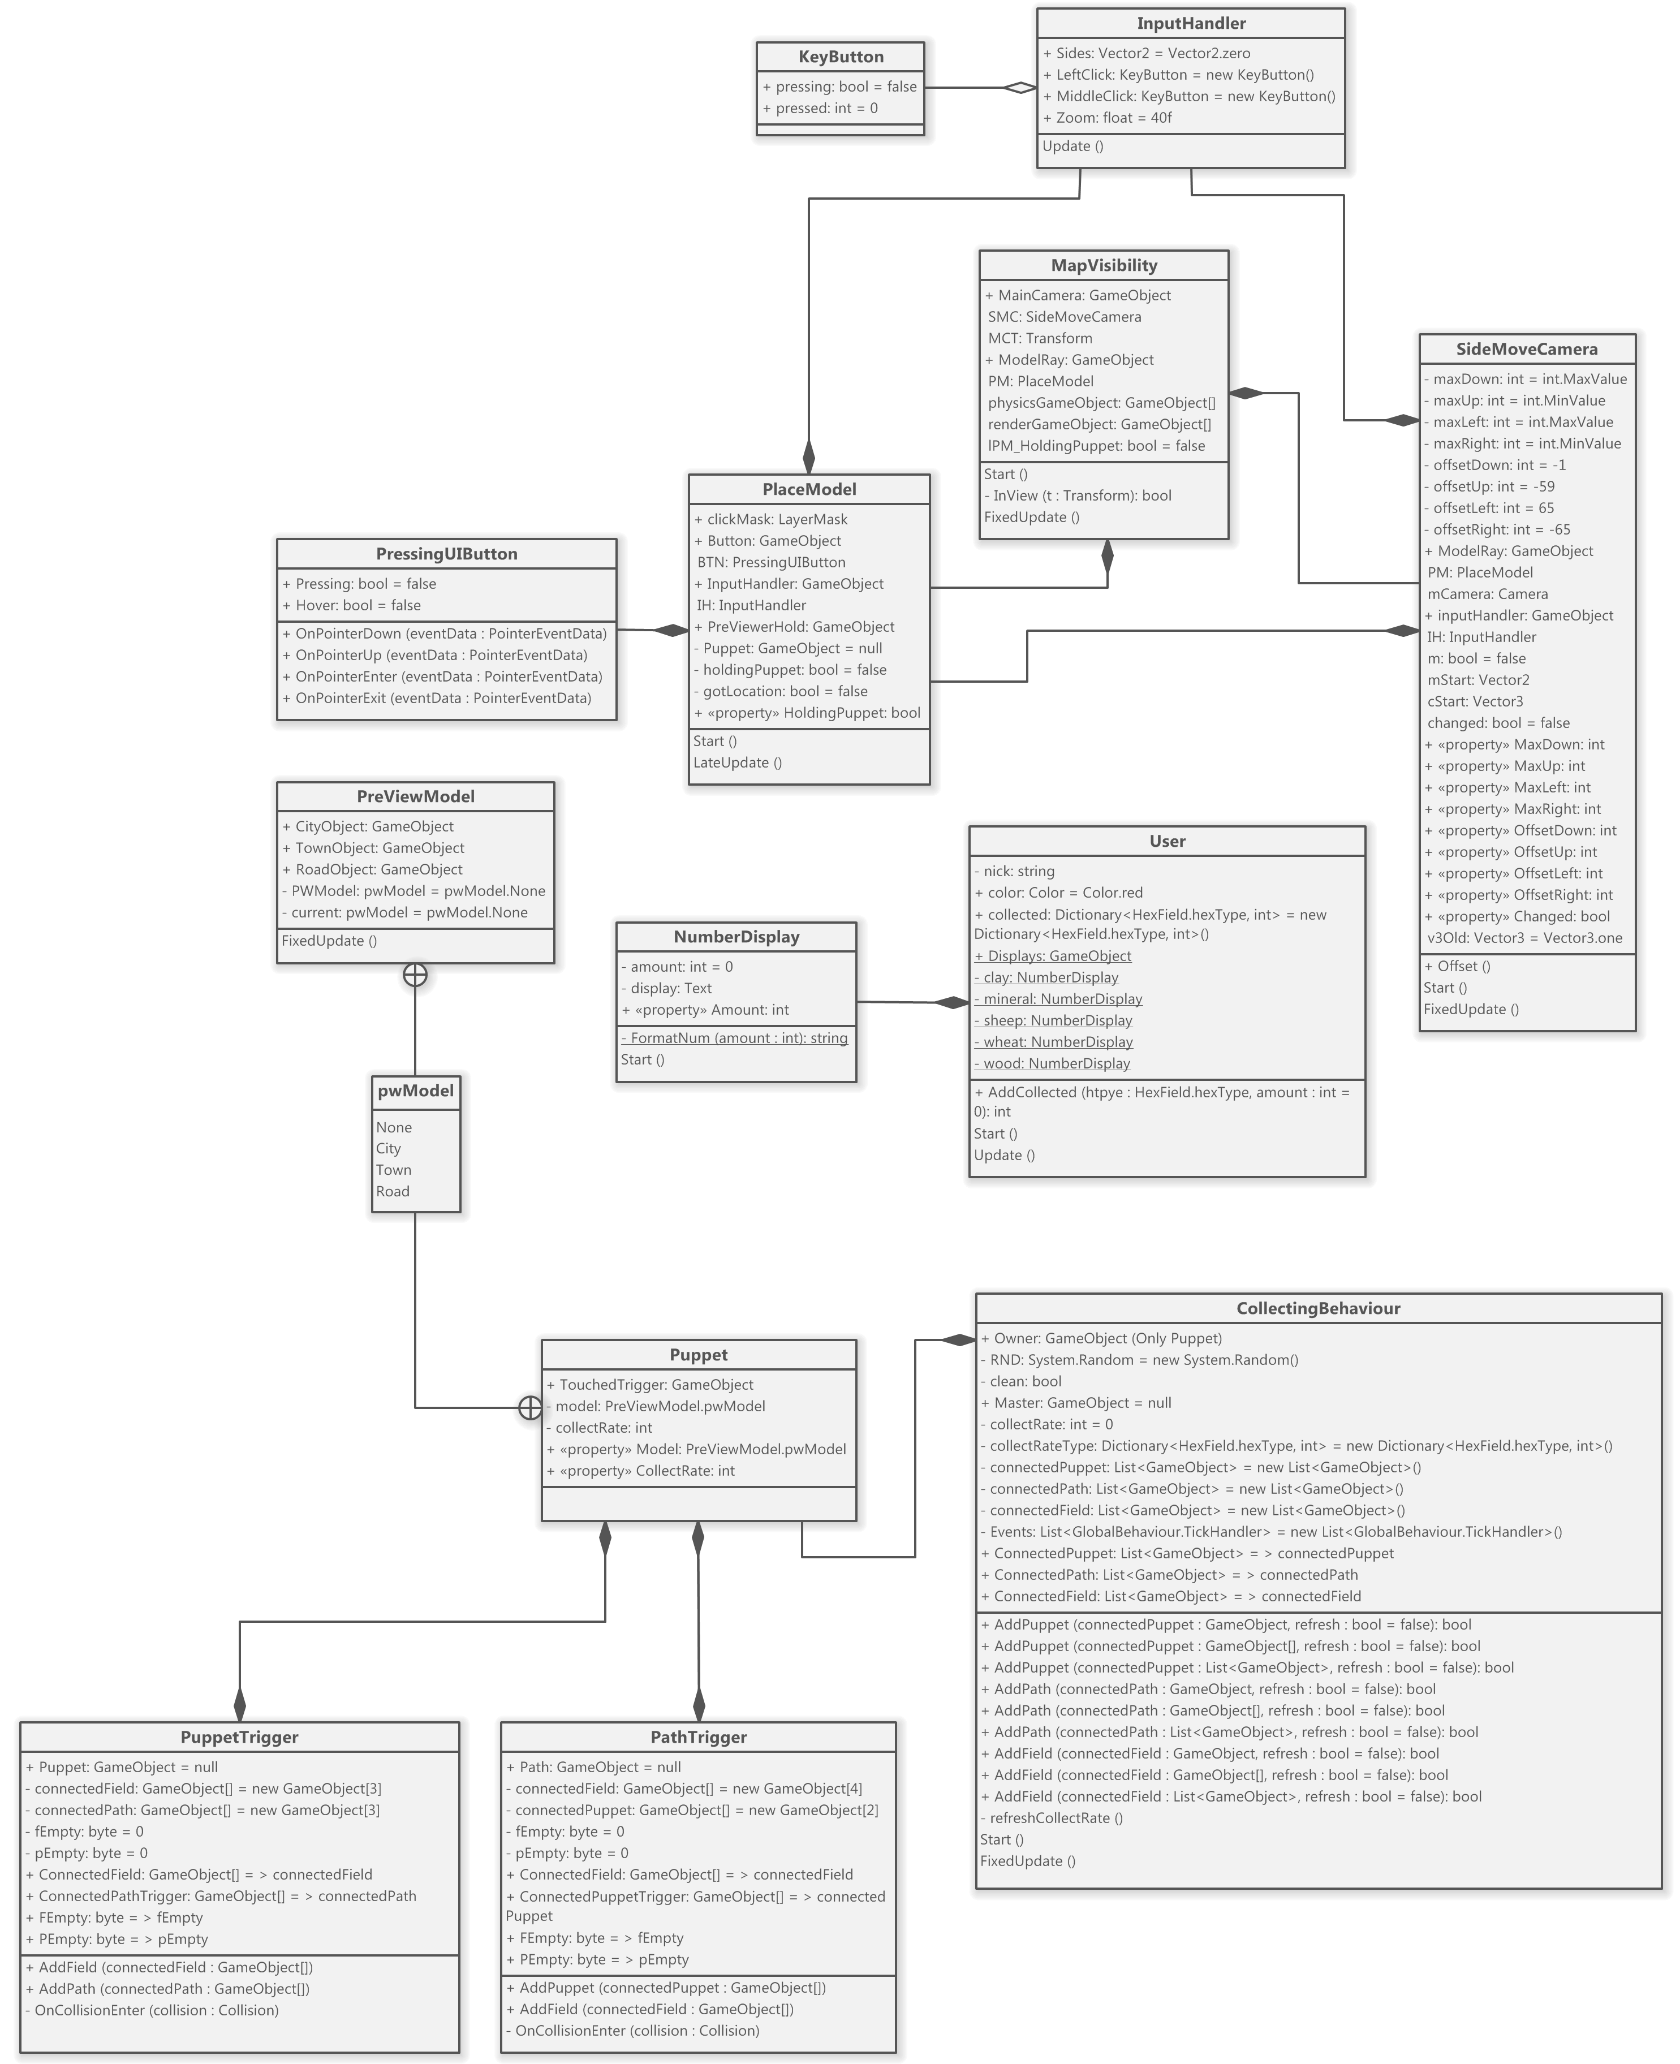 InputHandler
+ Sides: Vector2 = Vector2.zero
+ LeftClick: KeyButton = new KeyButton()
+ MiddleClick: KeyButton = new KeyButton()
+ Zoom: float = 40f
Update ()
KeyButton
+ pressing: bool = false
+ pressed: int = 0
MapVisibility
+ MainCamera: GameObject
SMC: SideMoveCamera
MCT: Transform
+ ModelRay: GameObject
PM: PlaceModel
physicsGameObject: GameObject[]
renderGameObject: GameObject[]
lPM_HoldingPuppet: bool = false
Start ()
- InView (t : Transform): bool
FixedUpdate ()
SideMoveCamera
- maxDown: int = int.MaxValue
- maxUp: int = int.MinValue
- maxLeft: int = int.MaxValue
- maxRight: int = int.MinValue
- offsetDown: int = -1
- offsetUp: int = -59
- offsetLeft: int = 65
- offsetRight: int = -65
+ ModelRay: GameObject
PM: PlaceModel
mCamera: Camera
+ inputHandler: GameObject
IH: InputHandler
m: bool = false
mStart: Vector2
cStart: Vector3
changed: bool = false
+ «property» MaxDown: int
+ «property» MaxUp: int
+ «property» MaxLeft: int
+ «property» MaxRight: int
+ «property» OffsetDown: int
+ «property» OffsetUp: int
+ «property» OffsetLeft: int
+ «property» OffsetRight: int
+ «property» Changed: bool
v3Old: Vector3 = Vector3.one
+ Offset ()
Start ()
FixedUpdate ()
PlaceModel
+ clickMask: LayerMask
+ Button: GameObject
BTN: PressingUIButton
+ InputHandler: GameObject
IH: InputHandler
+ PreViewerHold: GameObject
- Puppet: GameObject = null
- holdingPuppet: bool = false
- gotLocation: bool = false
+ «property» HoldingPuppet: bool
Start ()
LateUpdate ()
PressingUIButton
+ Pressing: bool = false
+ Hover: bool = false
+ OnPointerDown (eventData : PointerEventData)
+ OnPointerUp (eventData : PointerEventData)
+ OnPointerEnter (eventData : PointerEventData)
+ OnPointerExit (eventData : PointerEventData)
PreViewModel
+ CityObject: GameObject
+ TownObject: GameObject
+ RoadObject: GameObject
- PWModel: pwModel = pwModel.None
- current: pwModel = pwModel.None
FixedUpdate ()
User
- nick: string
+ color: Color = Color.red
+ collected: Dictionary<HexField.hexType, int> = new
Dictionary<HexField.hexType, int>()
+ Displays: GameObject
- clay: NumberDisplay
- mineral: NumberDisplay
- sheep: NumberDisplay
- wheat: NumberDisplay
- wood: NumberDisplay
+ AddCollected (htpye : HexField.hexType, amount : int =
0): int
Start ()
Update ()
NumberDisplay
- amount: int = 0
- display: Text
+ «property» Amount: int
- FormatNum (amount : int): string
Start ()
pwModel
None
City
Town
Road
Puppet
+ TouchedTrigger: GameObject
- model: PreViewModel.pwModel
- collectRate: int
+ «property» Model: PreViewModel.pwModel
+ «property» CollectRate: int
CollectingBehaviour
+ Owner: GameObject (Only Puppet)
- RND: System.Random = new System.Random()
- clean: bool
+ Master: GameObject = null
- collectRate: int = 0
- collectRateType: Dictionary<HexField.hexType, int> = new Dictionary<HexField.hexType, int>()
- connectedPuppet: List<GameObject> = new List<GameObject>()
- connectedPath: List<GameObject> = new List<GameObject>()
- connectedField: List<GameObject> = new List<GameObject>()
- Events: List<GlobalBehaviour.TickHandler> = new List<GlobalBehaviour.TickHandler>()
+ ConnectedPuppet: List<GameObject> = > connectedPuppet
+ ConnectedPath: List<GameObject> = > connectedPath
+ ConnectedField: List<GameObject> = > connectedField
+ AddPuppet (connectedPuppet : GameObject, refresh : bool = false): bool
+ AddPuppet (connectedPuppet : GameObject[], refresh : bool = false): bool
+ AddPuppet (connectedPuppet : List<GameObject>, refresh : bool = false): bool
+ AddPath (connectedPath : GameObject, refresh : bool = false): bool
+ AddPath (connectedPath : GameObject[], refresh : bool = false): bool
+ AddPath (connectedPath : List<GameObject>, refresh : bool = false): bool
+ AddField (connectedField : GameObject, refresh : bool = false): bool
+ AddField (connectedField : GameObject[], refresh : bool = false): bool
+ AddField (connectedField : List<GameObject>, refresh : bool = false): bool
- refreshCollectRate ()
Start ()
FixedUpdate ()
PuppetTrigger
+ Puppet: GameObject = null
- connectedField: GameObject[] = new GameObject[3]
- connectedPath: GameObject[] = new GameObject[3]
- fEmpty: byte = 0
- pEmpty: byte = 0
+ ConnectedField: GameObject[] = > connectedField
+ ConnectedPathTrigger: GameObject[] = > connectedPath
+ FEmpty: byte = > fEmpty
+ PEmpty: byte = > pEmpty
+ AddField (connectedField : GameObject[])
+ AddPath (connectedPath : GameObject[])
- OnCollisionEnter (collision : Collision)
PathTrigger
+ Path: GameObject = null
- connectedField: GameObject[] = new GameObject[4]
- connectedPuppet: GameObject[] = new GameObject[2]
- fEmpty: byte = 0
- pEmpty: byte = 0
+ ConnectedField: GameObject[] = > connectedField
+ ConnectedPuppetTrigger: GameObject[] = > connected
Puppet
+ FEmpty: byte = > fEmpty
+ PEmpty: byte = > pEmpty
+ AddPuppet (connectedPuppet : GameObject[])
+ AddField (connectedField : GameObject[])
- OnCollisionEnter (collision : Collision)